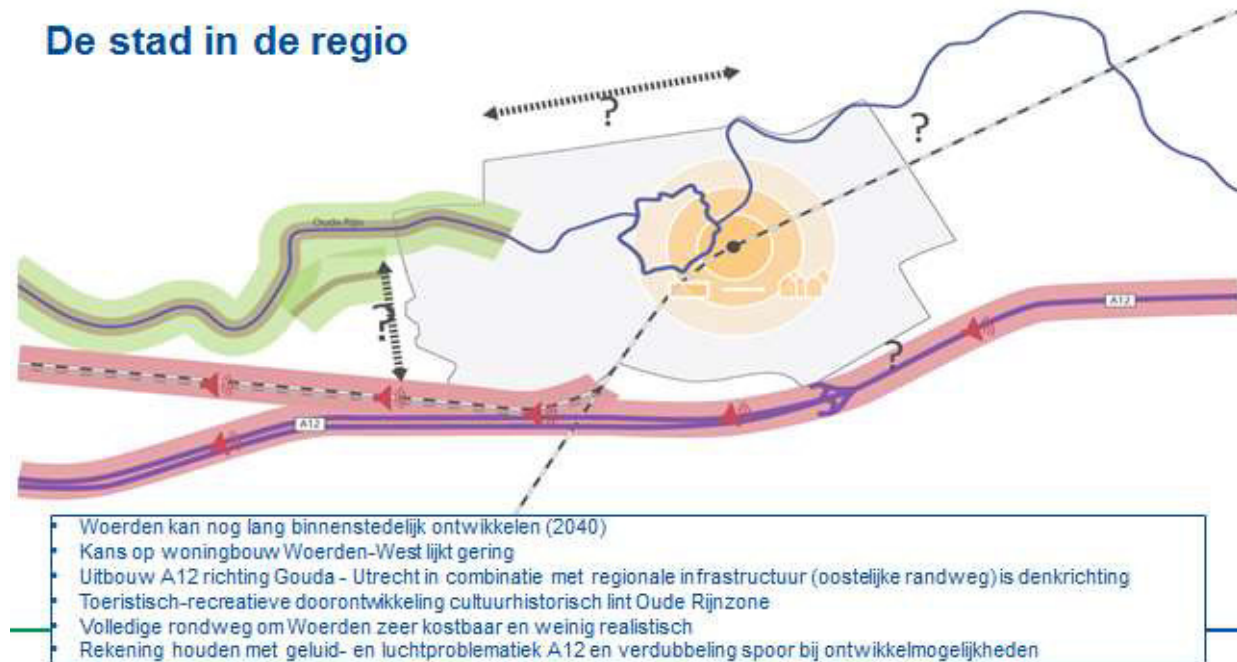 De stad in de regio
?
?
Oude Rijn
?
A12
?
A12
• Woerden kan nog lang binnenstedelijk ontwikkelen (2040)
• Kans op woningbouw Woerden-West lijkt gering
• Uitbouw A12 richting Gouda - Utrecht in combinatie met regionale infrastructuur (oostelijke randweg) is denkrichting
• Toeristisch-recreatieve doorontwikkeling cultuurhistorisch lint Oude Rijnzone
• Volledige rondweg om Woerden zeer kostbaar en weinig realistisch
• Rekening houden met geluid- en luchtproblematiek A12 en verdubbeling spoor bij ontwikkelmogelijkheden